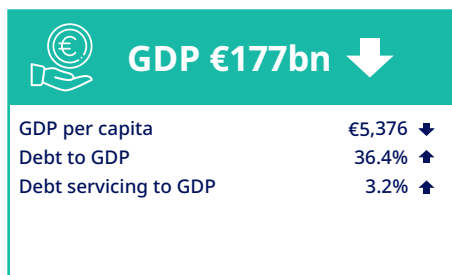 €
GDP €177bn
GDP per capita €5,376
Debt to GDP 36.4%
Debt servicing to GDP 3.2%